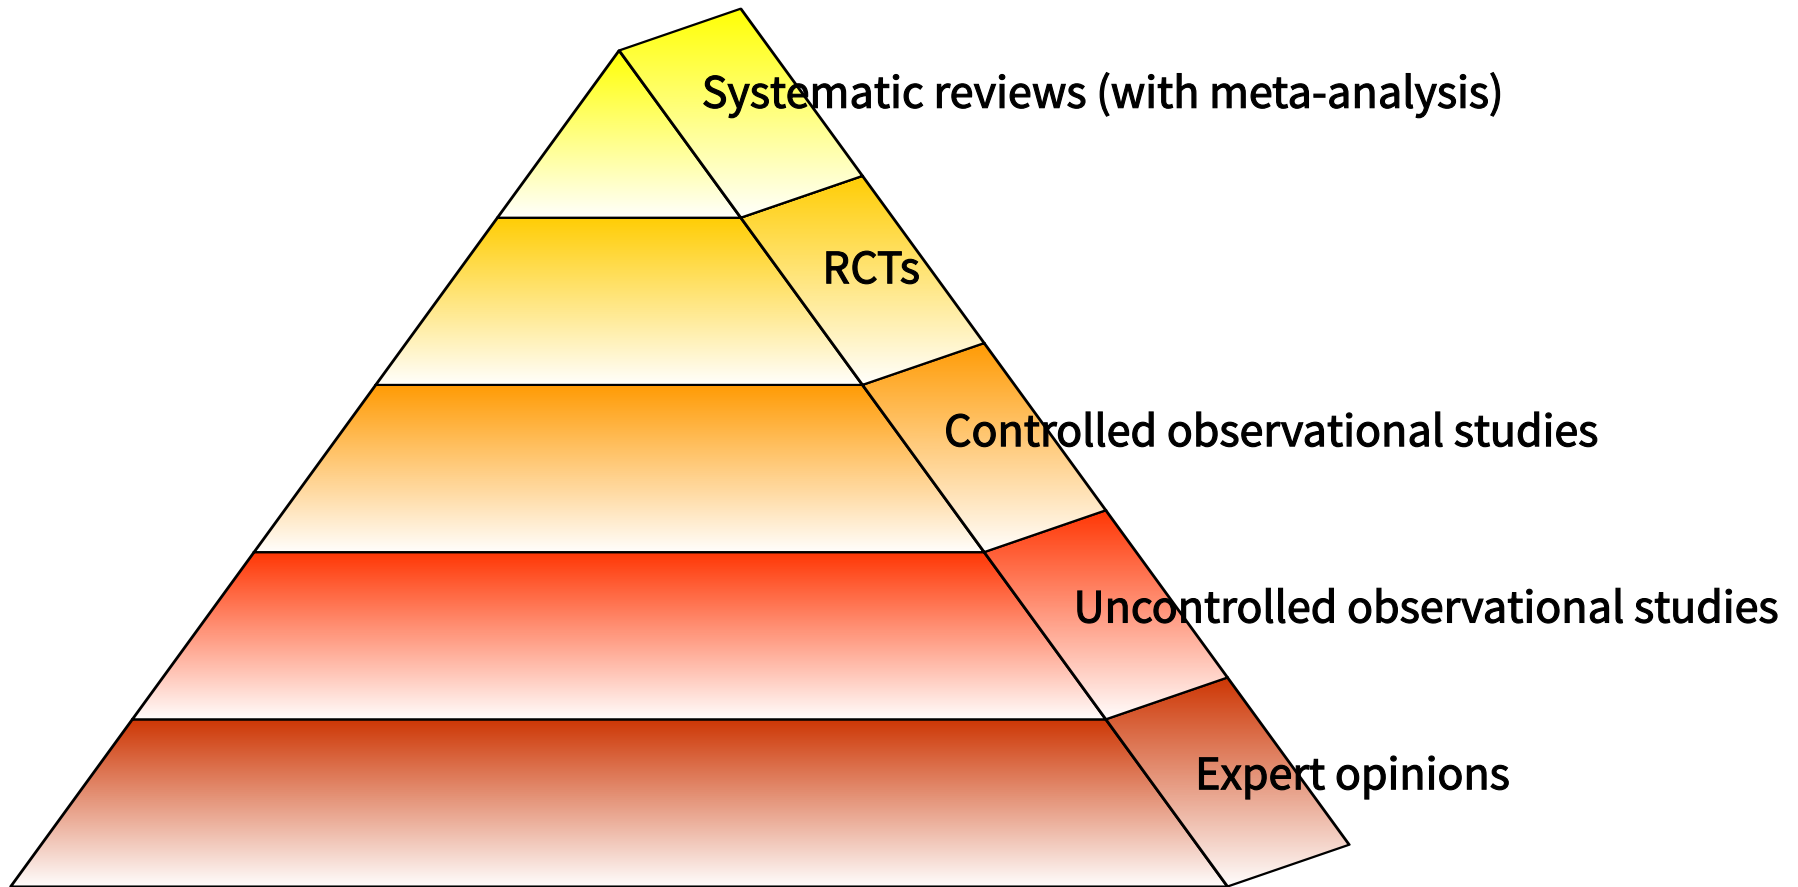 Systematic reviews (with meta-analysis)
RCTs
Controlled observational studies
Uncontrolled observational studies
Expert opinions